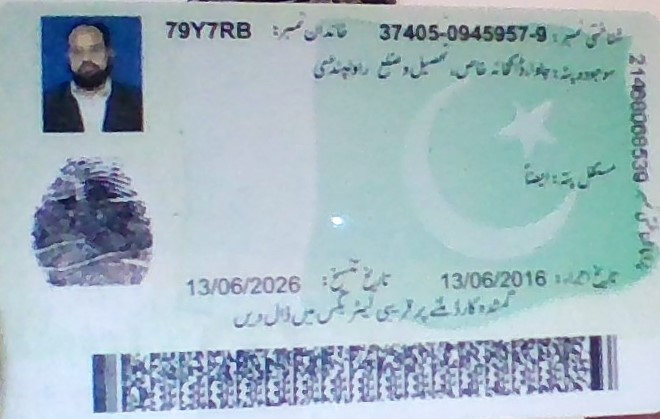 شناختی نمبر: 37405-0945957-9 خاندان نمبر: 79Y7RB
موجودہ پتہ: ڈاکخانہ خاص، تحصیل و ضلع راولپنڈی
مستقل پتہ: ایضاً
تاریخ اجراء: 13/06/2016 تاریخ تنسیخ: 13/06/2026
گمشدہ کارڈ ملنے پر قریبی لیٹر بکس میں ڈال دیں